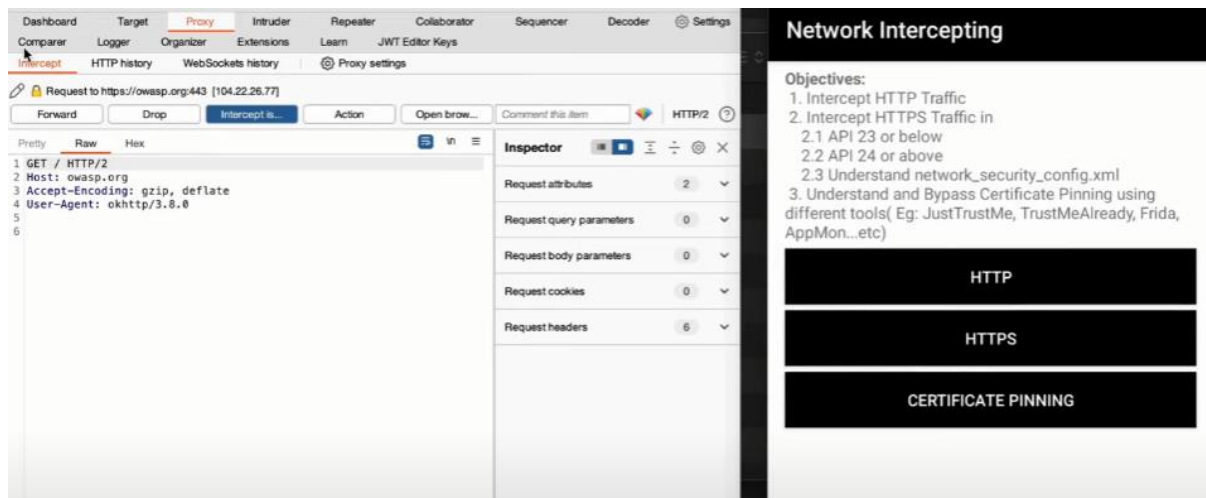 Dashboard Target Proxy Intruder Repeater Collaborator Sequencer Decoder Settings
Comparer Logger Organizer Extensions Learn JWT Editor Keys
Intercept HTTP history WebSockets history Proxy settings
Request to https://owasp.org:443 [104.22.26.77]
Forward Drop Intercept is... Action Open brow... Comment this item HTTP/2
Pretty Raw Hex \n
1 GET / HTTP/2
2 Host: owasp.org
3 Accept-Encoding: gzip, deflate
4 User-Agent: okhttp/3.8.0
5
6
Inspector
Request attributes 2
Request query parameters 0
Request body parameters 0
Request cookies 0
Request headers 6
Network Intercepting
Objectives:
1. Intercept HTTP Traffic
2. Intercept HTTPS Traffic in
2.1 API 23 or below
2.2 API 24 or above
2.3 Understand network_security_config.xml
3. Understand and Bypass Certificate Pinning using
different tools( Eg: JustTrustMe, TrustMeAlready, Frida,
AppMon...etc)
HTTP
HTTPS
CERTIFICATE PINNING